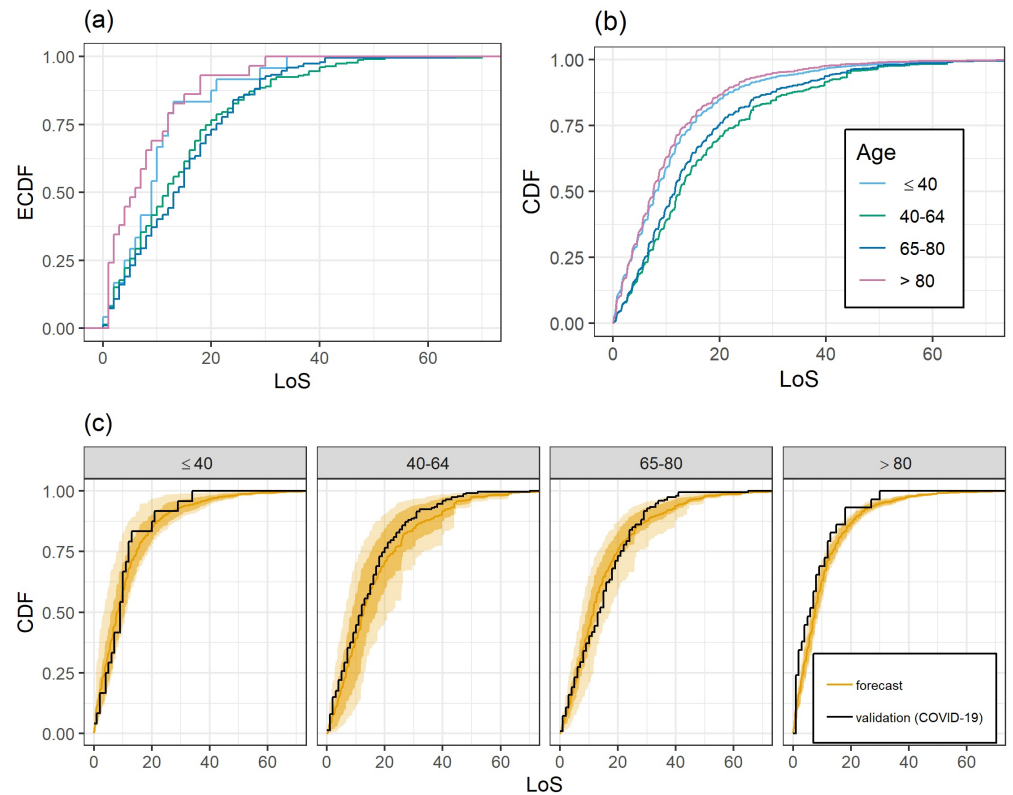 (a)
(b)
1.00
0.75
0.50
0.25
0.00
ECDF
0 20 40 60
LoS
1.00
0.75
0.50
0.25
0.00
CDF
0 20 40 60
LoS
Age
≤ 40
40-64
65-80
> 80
(c)
≤ 40 40-64 65-80 > 80
1.00
0.75
0.50
0.25
0.00
CDF
forecast
validation (COVID-19)
0 20 40 60 0 20 40 60 0 20 40 60 0 20 40 60
LoS